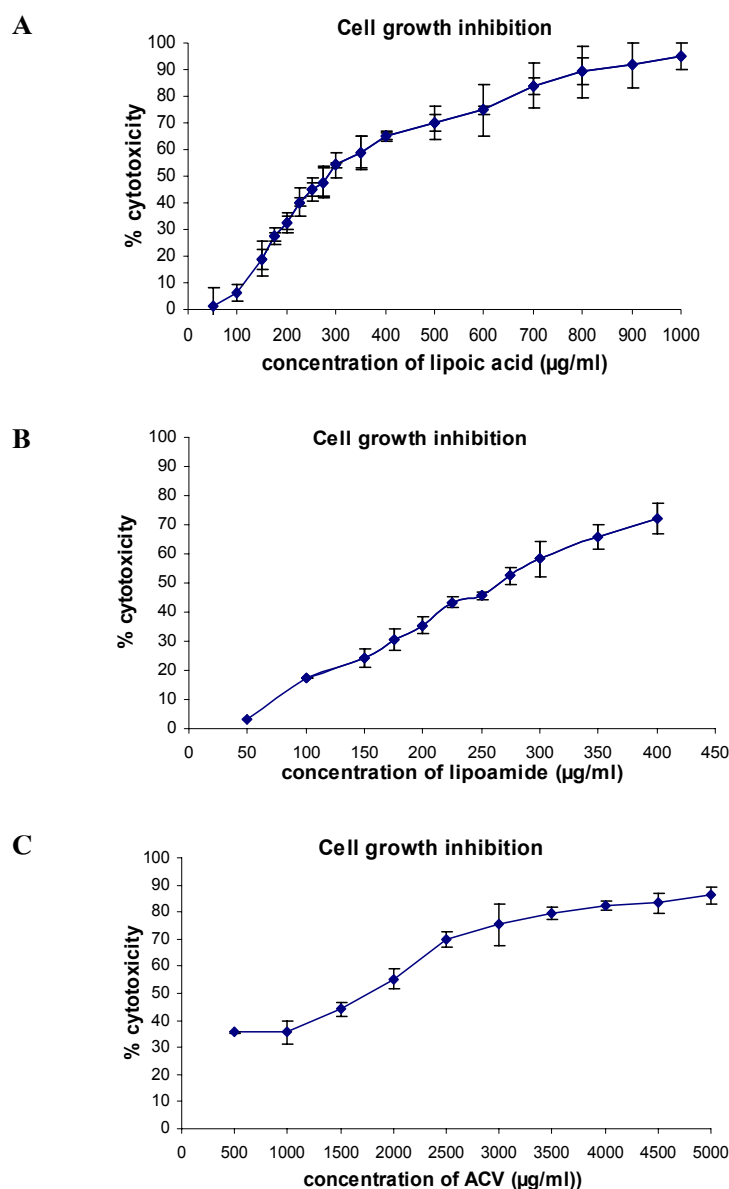 A
Cell growth inhibition
% cytotoxicity
100
90
80
70
60
50
40
30
20
10
0
0 100 200 300 400 500 600 700 800 900 1000
concentration of lipoic acid (µg/ml)
B
Cell growth inhibition
% cytotoxicity
100
90
80
70
60
50
40
30
20
10
0
0 50 100 150 200 250 300 350 400 450
concentration of lipoamide (µg/ml)
C
Cell growth inhibition
% cytotoxicity
100
90
80
70
60
50
40
30
20
10
0
0 500 1000 1500 2000 2500 3000 3500 4000 4500 5000
concentration of ACV (µg/ml))